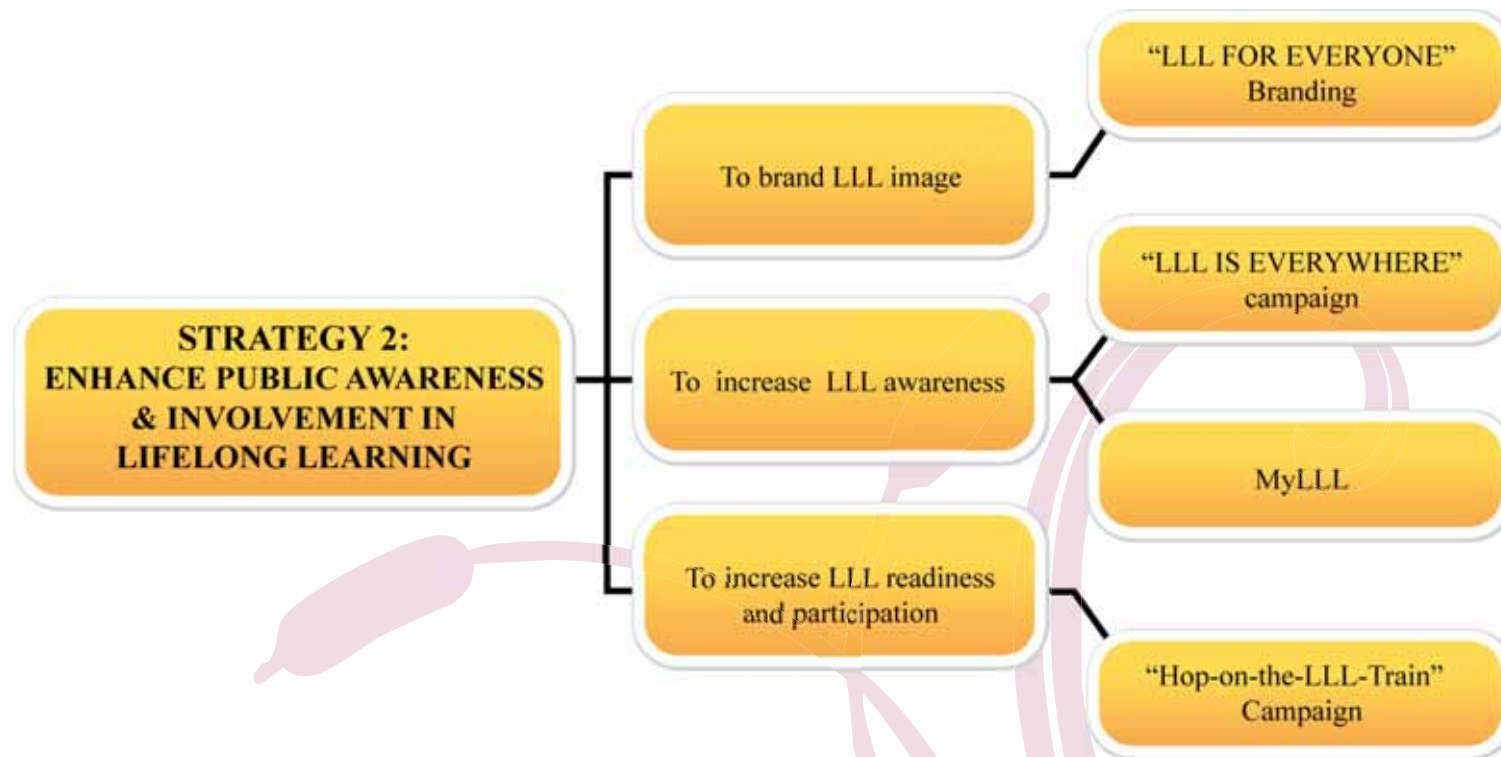 STRATEGY 2:
ENHANCE PUBLIC AWARENESS
& INVOLVEMENT IN
LIFELONG LEARNING
To brand LLL image
“LLL FOR EVERYONE”
Branding
To increase LLL awareness
“LLL IS EVERYWHERE”
campaign
MyLLL
To increase LLL readiness
and participation
“Hop-on-the-LLL-Train”
Campaign